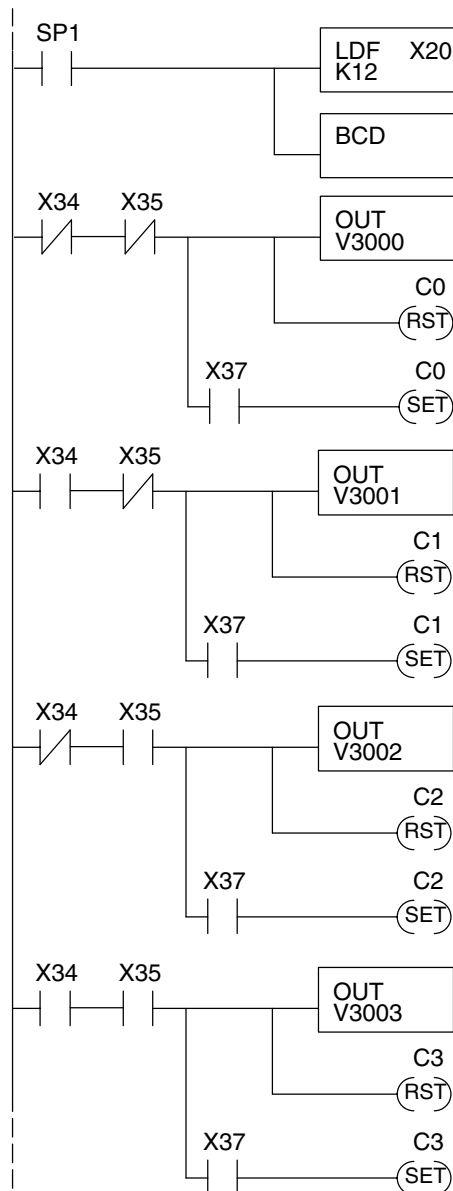 SP1
LDF X20
K12
BCD
X34 X35
OUT
V3000
C0
RST
X37 C0
SET
X34 X35
OUT
V3001
C1
RST
X37 C1
SET
X34 X35
OUT
V3002
C2
RST
X37 C2
SET
X34 X35
OUT
V3003
C3
RST
X37 C3
SET